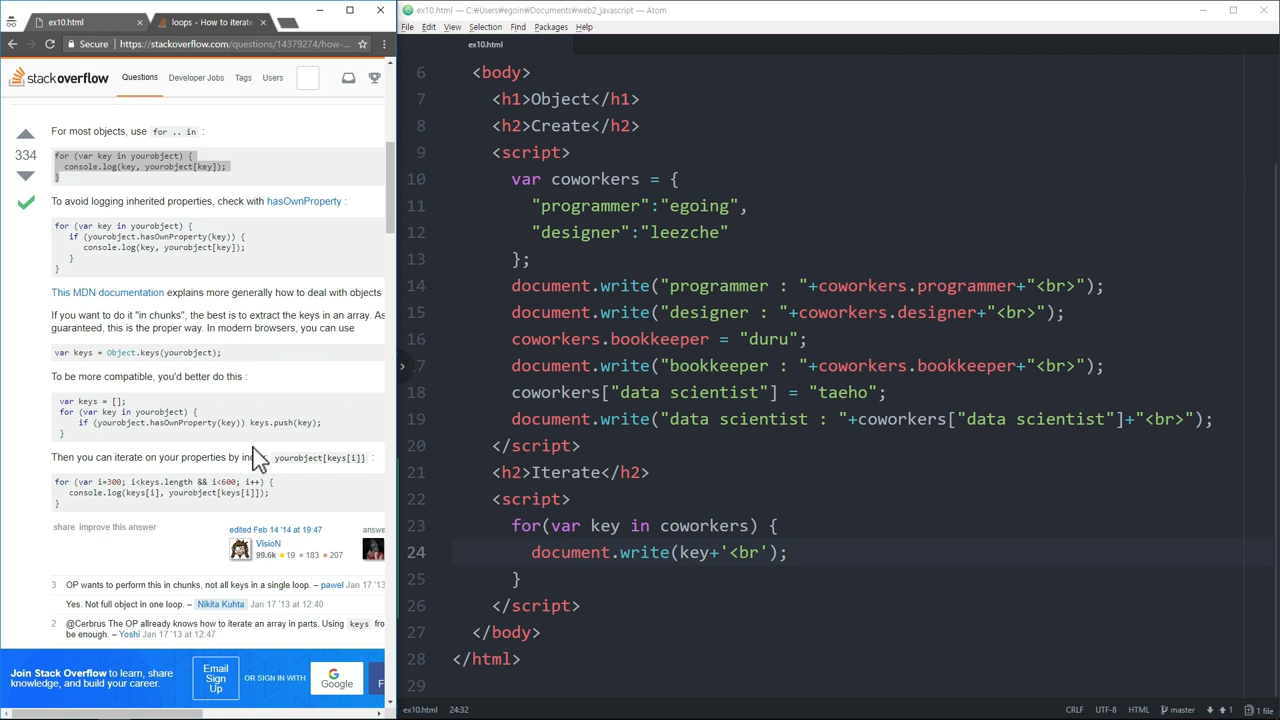 ex10.html
loops - How to iterate
Secure
https://stackoverflow.com/questions/14379274/how-...
stackoverflow
Questions
Developer Jobs
Tags
Users
For most objects, use for .. in :
334
for (var key in yourobject) {
console.log(key, yourobject[key]);
}
To avoid logging inherited properties, check with hasOwnProperty :
for (var key in yourobject) {
if (yourobject.hasOwnProperty(key)) {
console.log(key, yourobject[key]);
}
}
This MDN documentation explains more generally how to deal with objects
If you want to do it "in chunks", the best is to extract the keys in an array. As
guaranteed, this is the proper way. In modern browsers, you can use
var keys = Object.keys(yourobject);
To be more compatible, you'd better do this :
var keys = [];
for (var key in yourobject) {
if (yourobject.hasOwnProperty(key)) keys.push(key);
}
Then you can iterate on your properties by yourobject[keys[i]] :
for (var i=300; i<keys.length && i<600; i++) {
console.log(keys[i], yourobject[keys[i]]);
}
share improve this answer
edited Feb 14 '14 at 19:47
answe
VisioN
99.6k 19 183 207
3 OP wants to perform this in chunks, not all keys in a single loop. – pawel Jan 17 '13
Yes. Not full object in one loop. – Nikita Kuhta Jan 17 '13 at 12:40
2 @Cerbrus The OP allready knows how to iterate an array in parts. Using keys fro
be enough. – Yoshi Jan 17 '13 at 12:47
Join Stack Overflow to learn, share
knowledge, and build your career.
Email
Sign
Up
OR SIGN IN WITH
Google
F
ex10.html — C:₩Users₩egoin₩Documents₩web2_javascript — Atom
File Edit View Selection Find Packages Help
ex10.html
6 <body>
7 <h1>Object</h1>
8 <h2>Create</h2>
9 <script>
10 var coworkers = {
11 "programmer":"egoing",
12 "designer":"leezche"
13 };
14 document.write("programmer : "+coworkers.programmer+"<br>");
15 document.write("designer : "+coworkers.designer+"<br>");
16 coworkers.bookkeeper = "duru";
7 document.write("bookkeeper : "+coworkers.bookkeeper+"<br>");
18 coworkers["data scientist"] = "taeho";
19 document.write("data scientist : "+coworkers["data scientist"]+"<br>");
20 </script>
21 <h2>Iterate</h2>
22 <script>
23 for(var key in coworkers) {
24 document.write(key+'<br');
25 }
26 </script>
27 </body>
28 </html>
29
ex10.html 24:32
CRLF UTF-8 HTML master 1 1 file